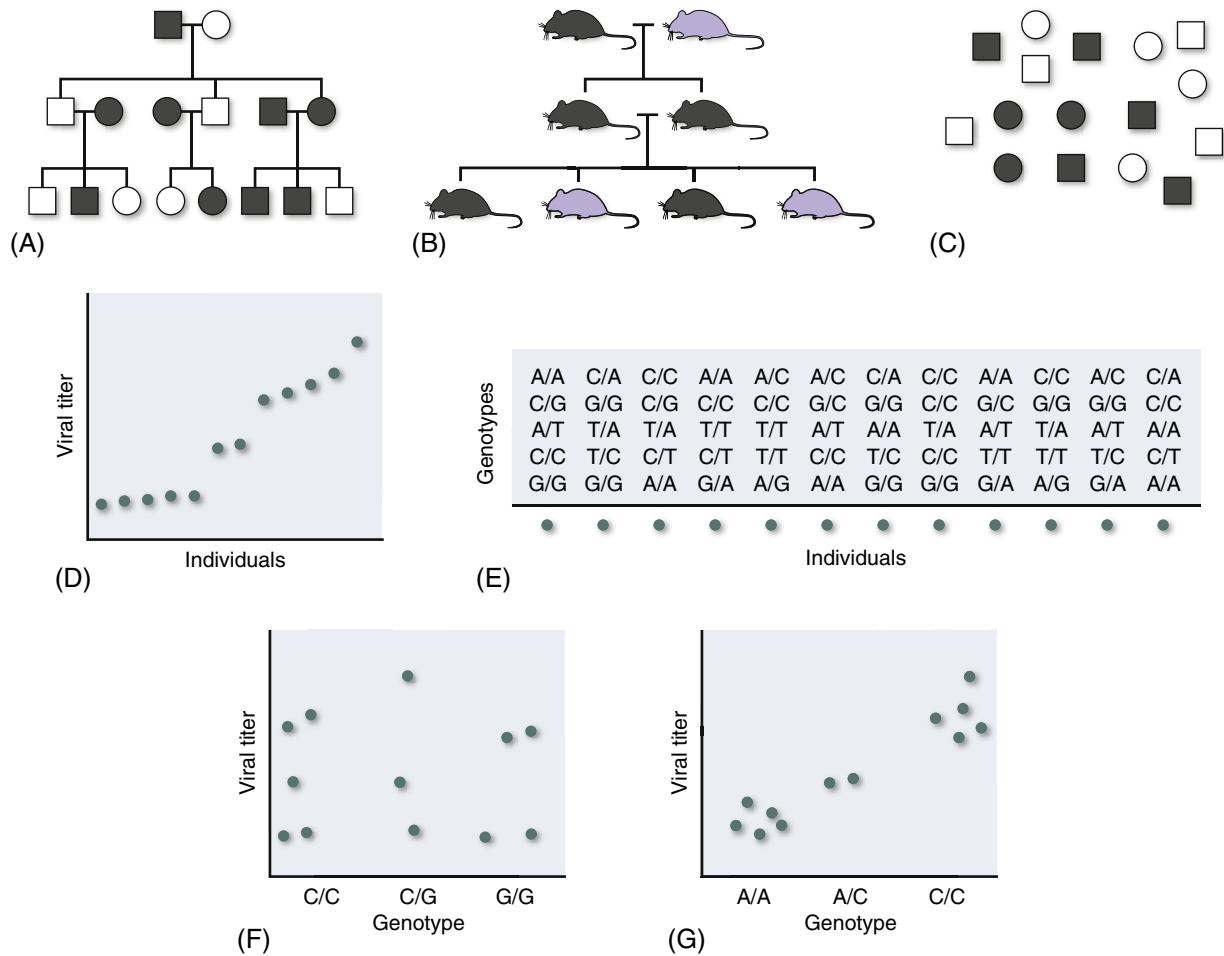 (A)
(B)
(C)
Viral titer
Individuals
(D)
Genotypes
A/A C/A C/C A/A A/C A/C C/A C/C A/A C/C A/C C/A
C/G G/G C/G C/C C/C G/C G/G C/C G/C G/G G/G C/C
A/T T/A T/A T/T T/T A/T A/A T/A A/T T/A A/T A/A
C/C T/C C/T C/T T/T C/C T/C C/C T/T T/T T/C C/T
G/G G/G A/A G/A A/G A/A G/G G/G G/A A/G G/A A/A
Individuals
(E)
Viral titer
C/C C/G G/G
Genotype
(F)
Viral titer
A/A A/C C/C
Genotype
(G)